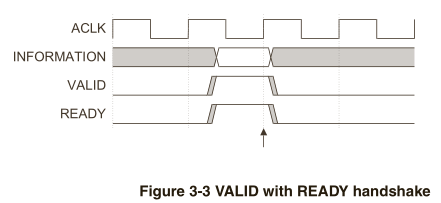 ACLK
INFORMATION
VALID
READY
Figure 3-3 VALID with READY handshake